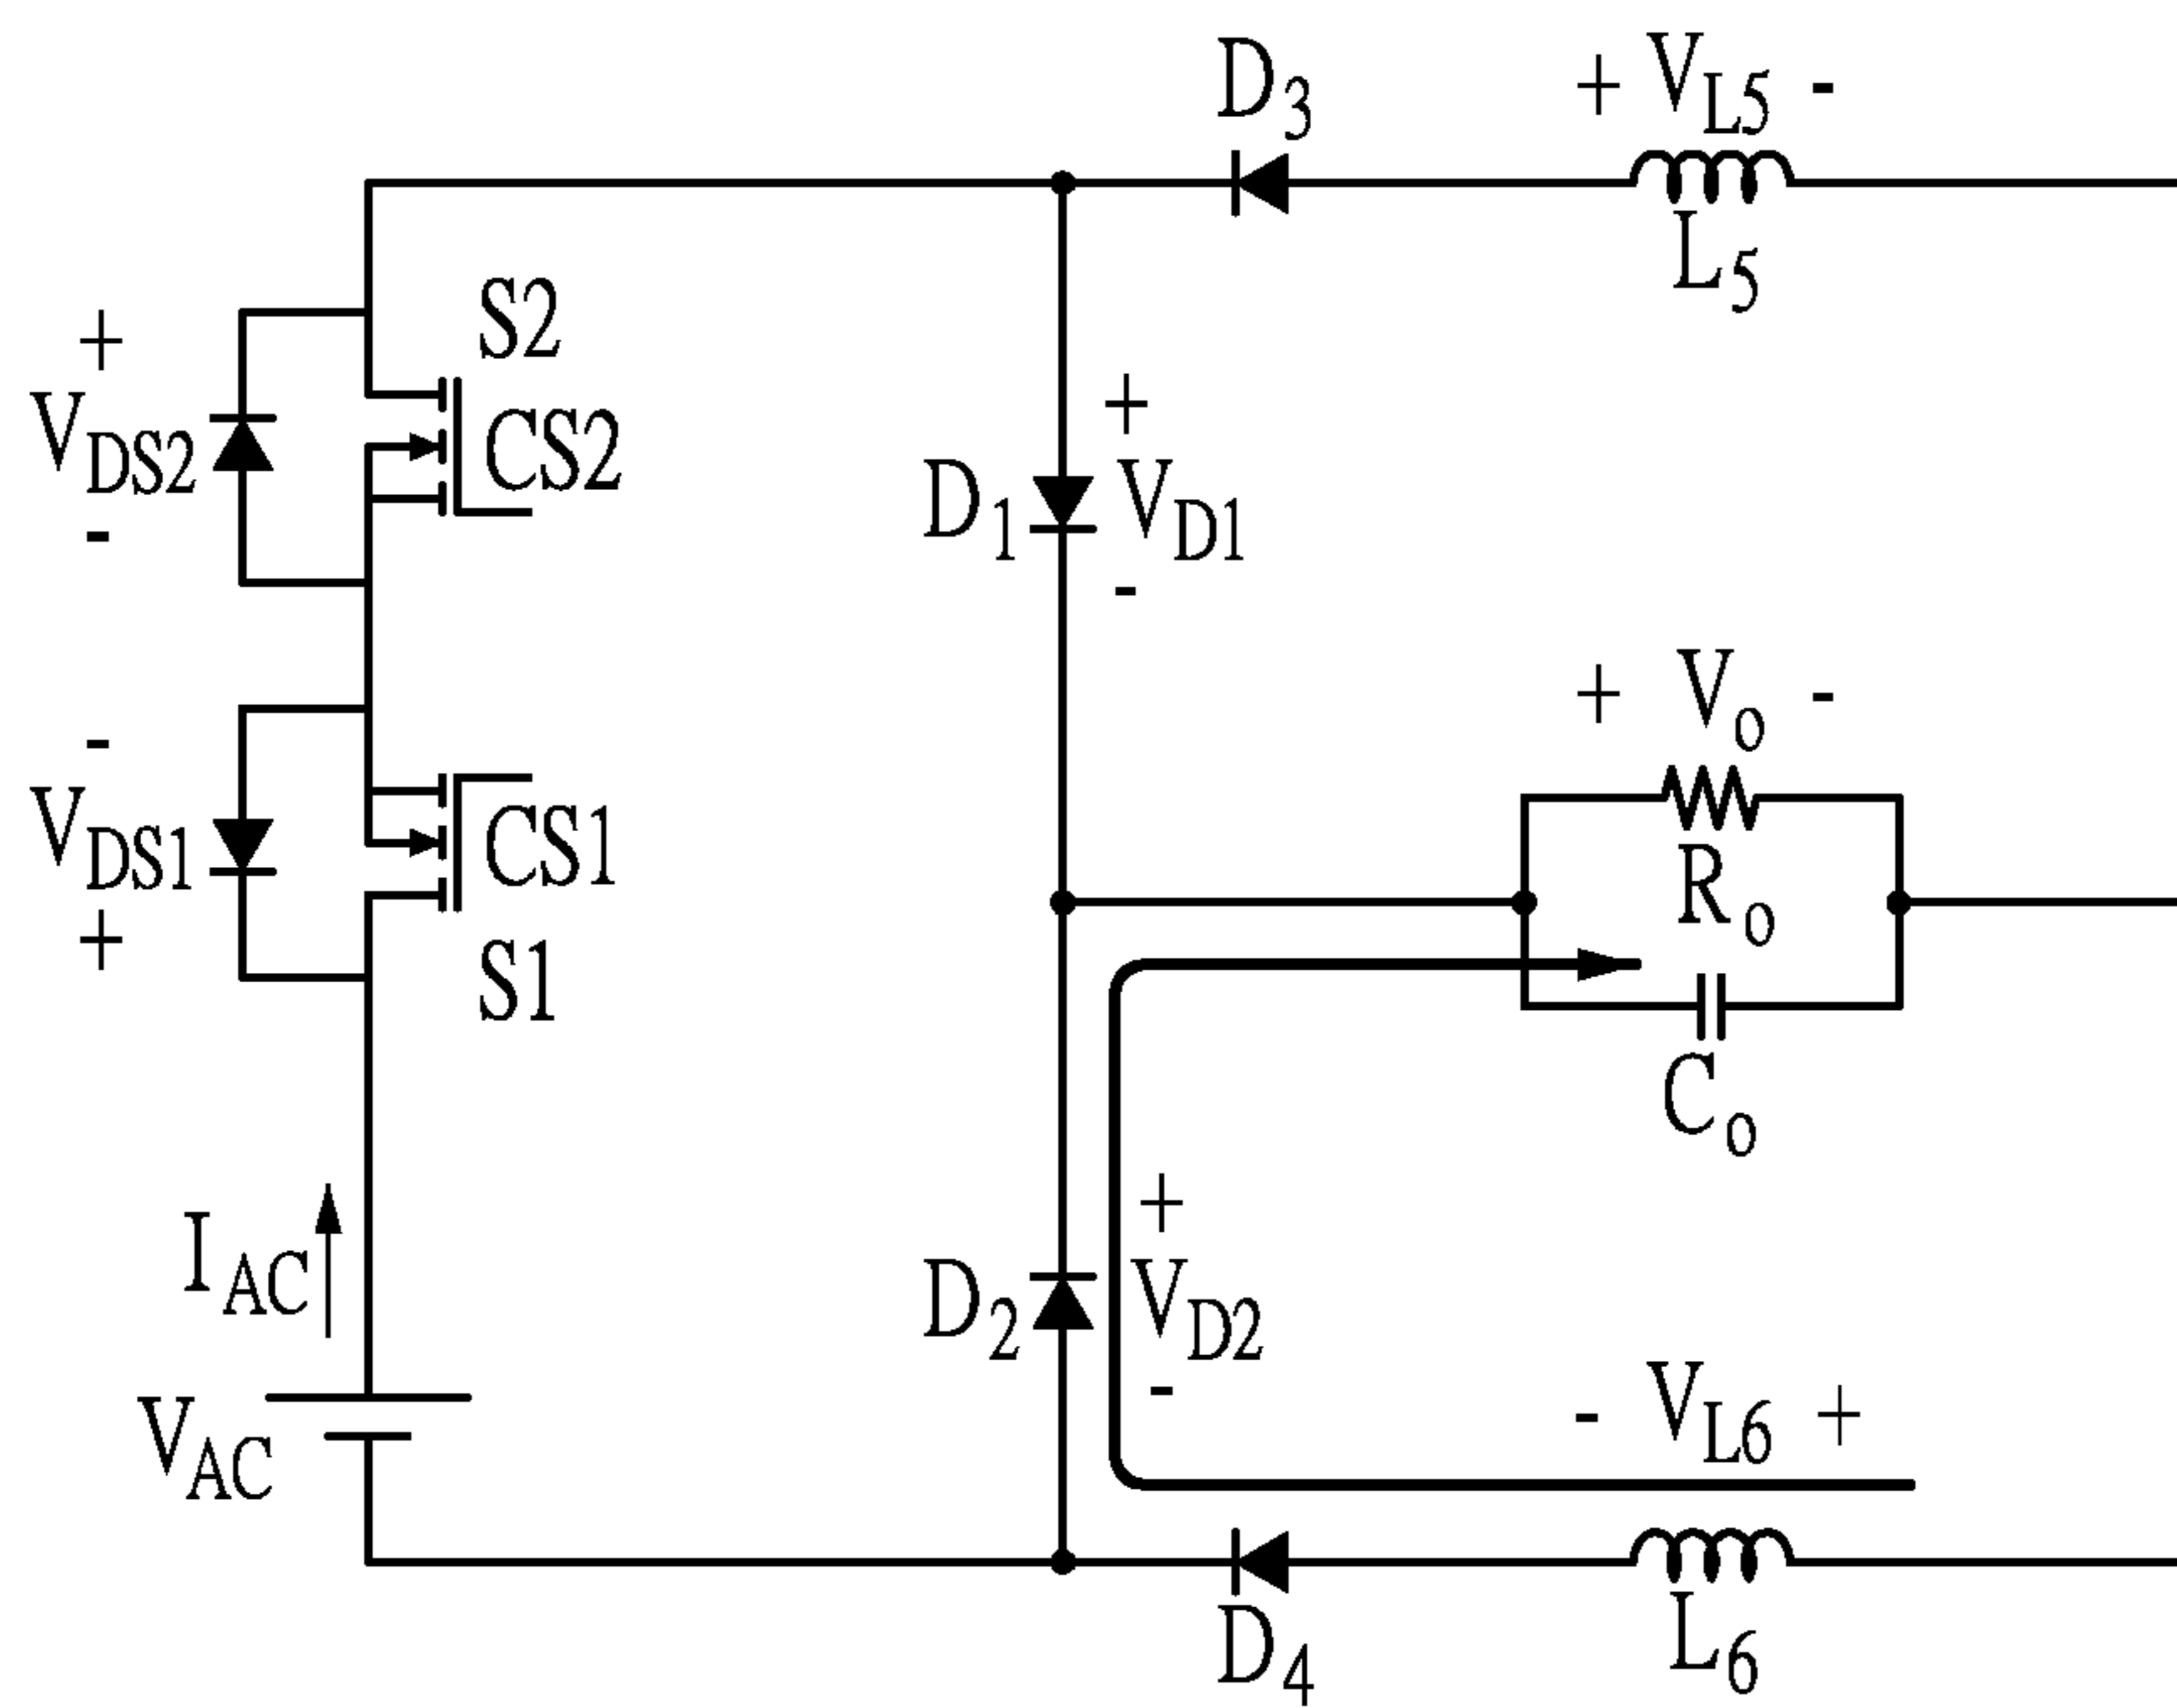 D3
+ VL5 -
L5
S2
+
VDS2
-
CS2
+
D1
VD1
-
+ Vo -
Ro
-
VDS1
+
CS1
S1
Co
IAC
+
D2
VD2
-
- VL6 +
VAC
L6
D4